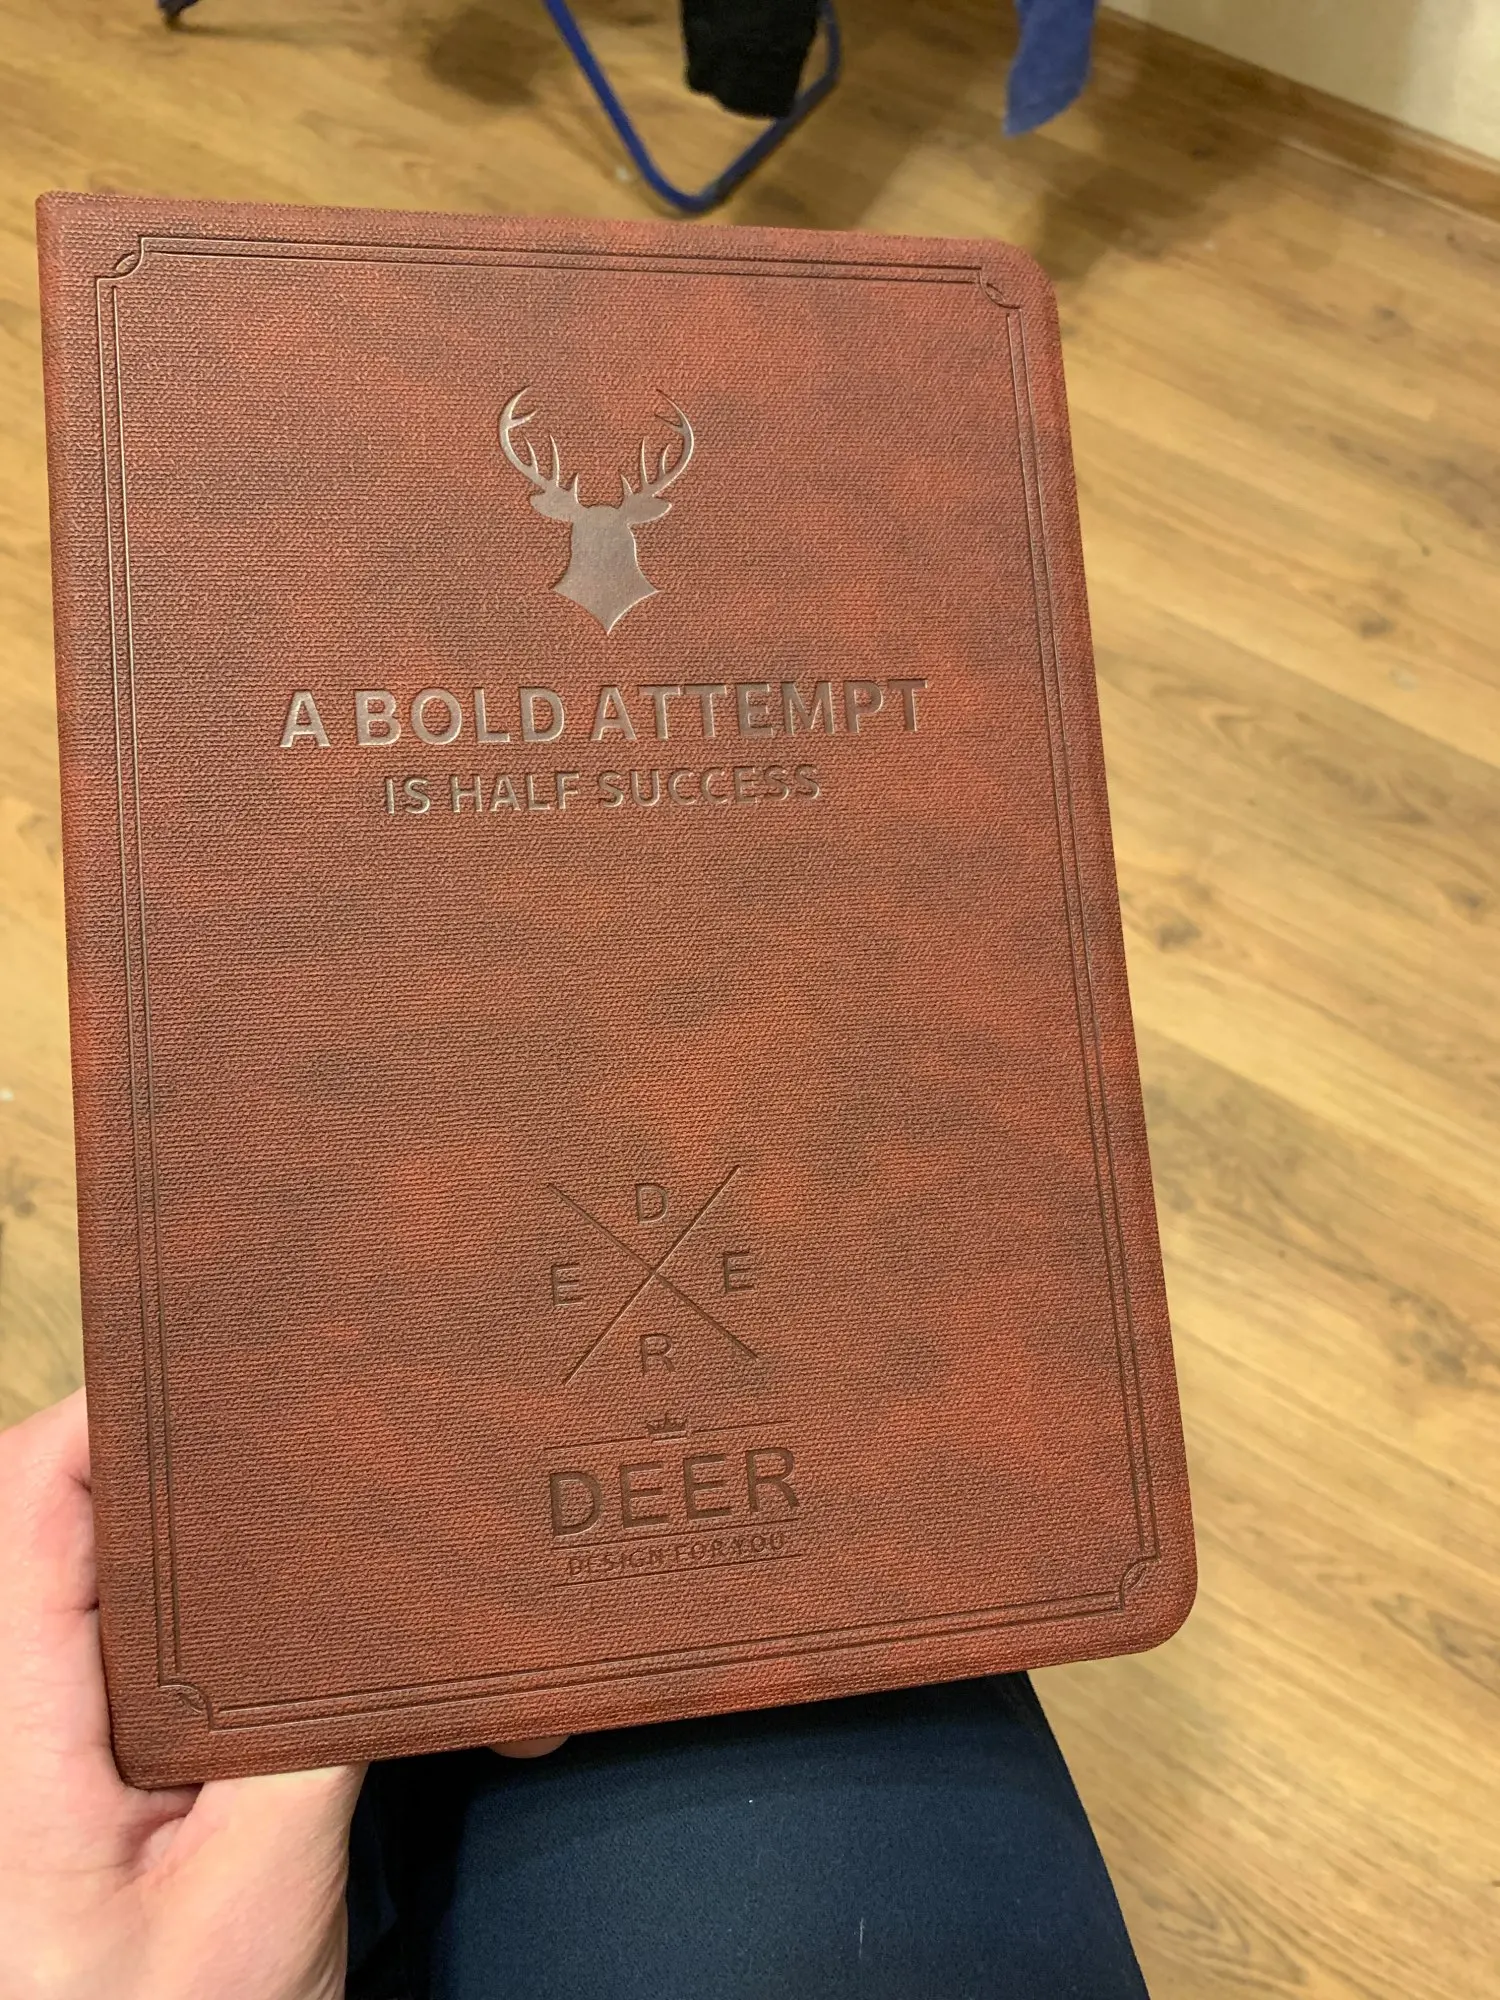 A BOLD ATTEMPT
IS HALF SUCCESS
D
E E
R
DEER
DESIGN FOR YOU